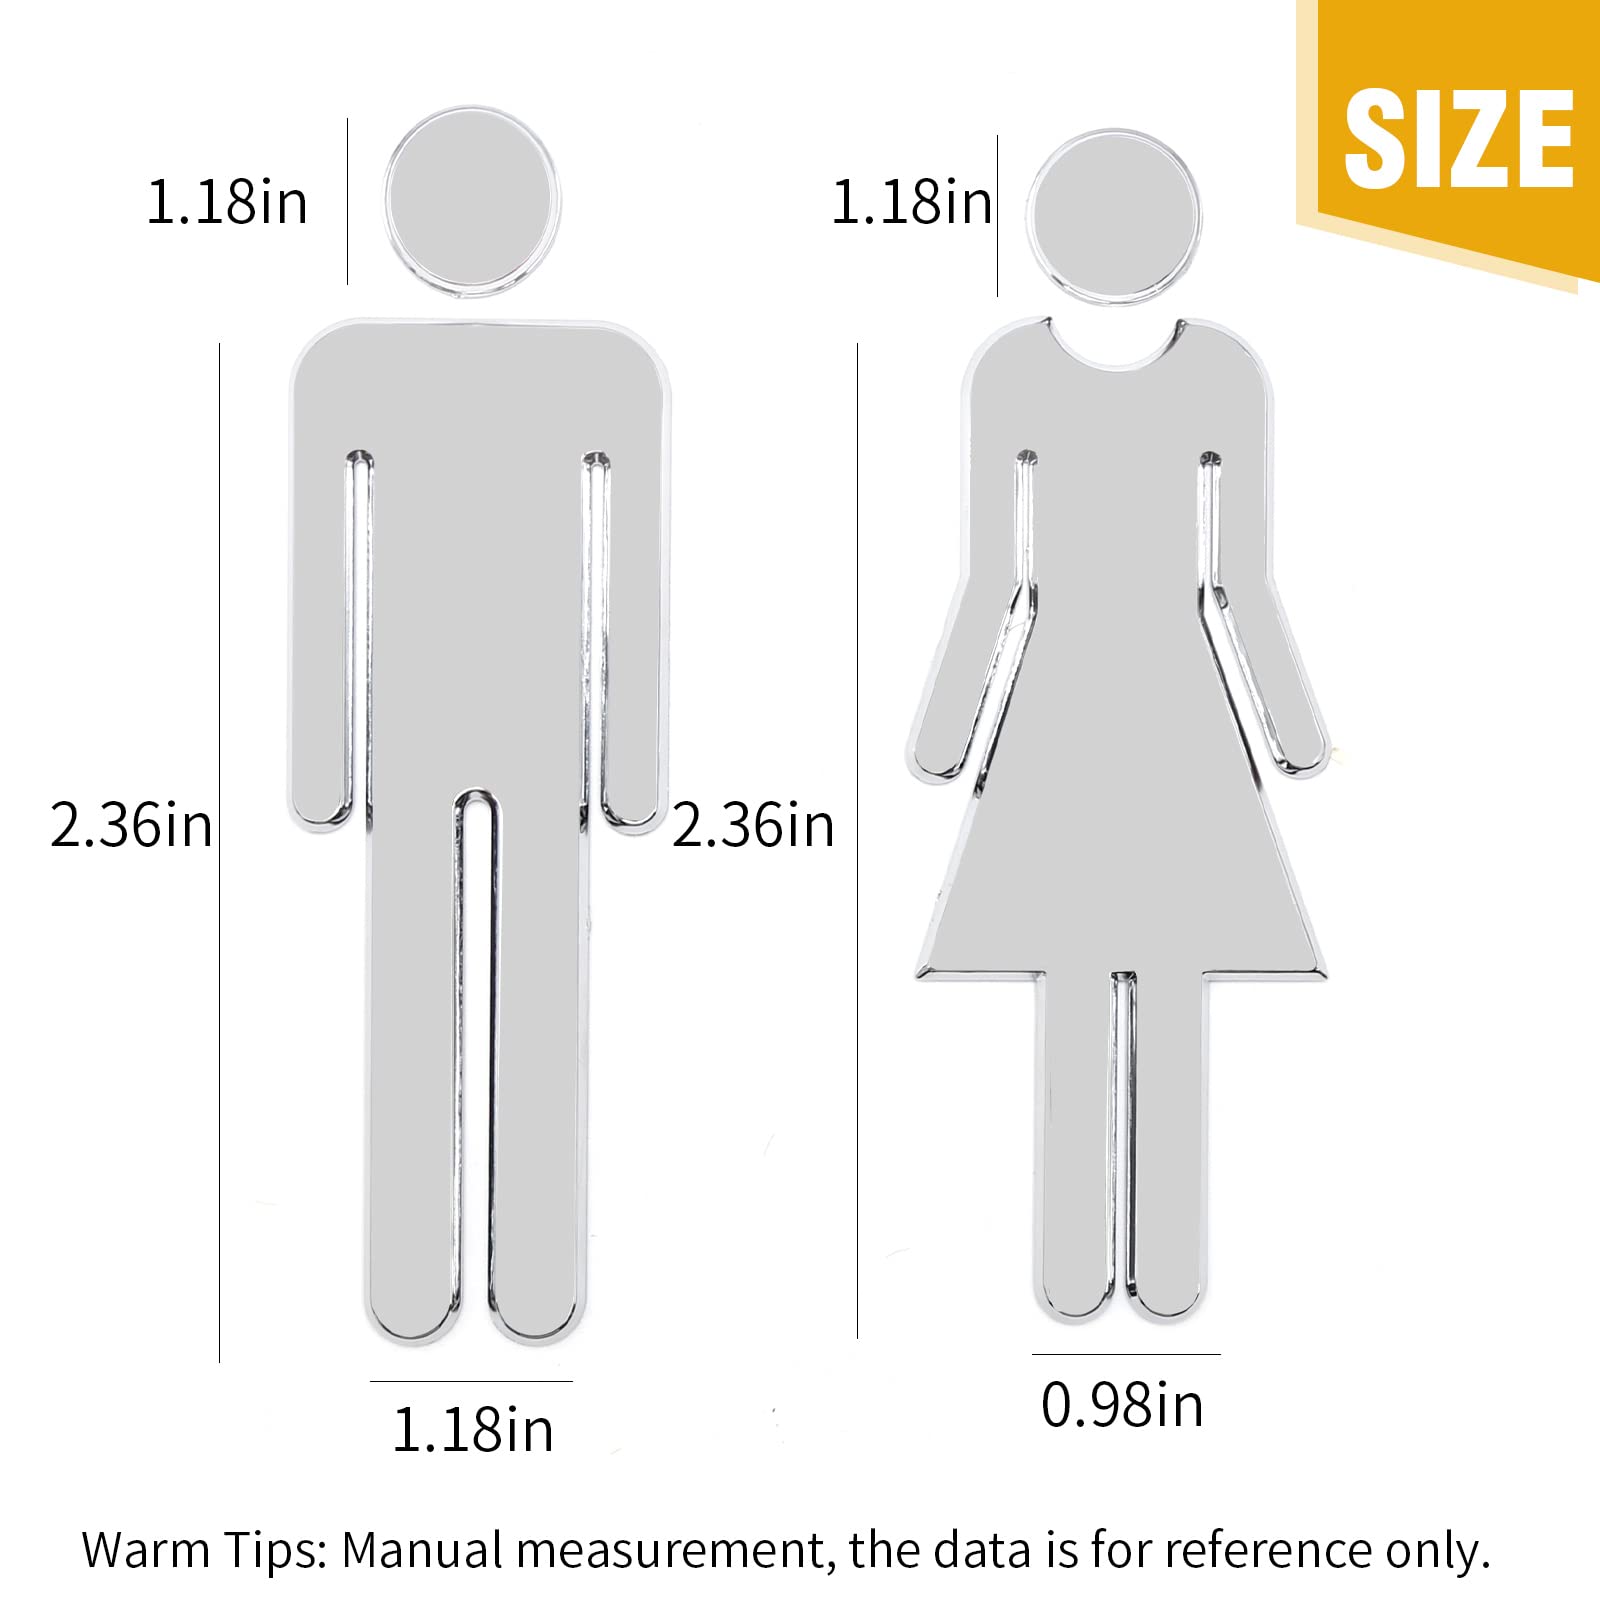 SIZE
1.18in
1.18in
2.36in
2.36in
1.18in
0.98in
Warm Tips: Manual measurement, the data is for reference only.